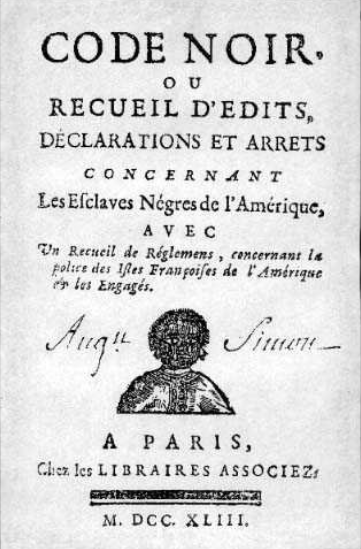 CODE NOIR,
OU
RECUEIL D'EDITS,
DÉCLARATIONS ET ARRETS
CONCERNANT
Les Esclaves Négres de l'Amérique,
AVEC
Un Recueil de Réglemens, concernant la
police des Isles Françoises de l'Amérique
& les Engagés.
Augu Simon
A PARIS,
Chez les LIBRAIRES ASSOCIEZ,
M. DCC. XLIII.